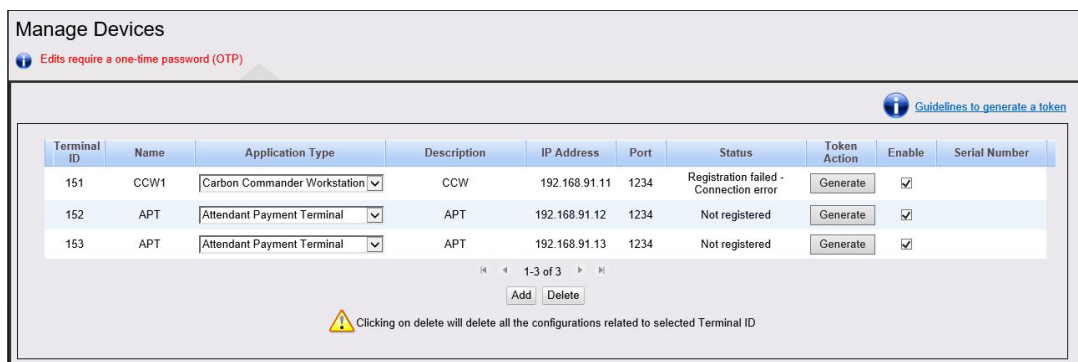 Manage Devices
Edits require a one-time password (OTP)
Guidelines to generate a token
Terminal ID Name Application Type Description IP Address Port Status Token Action Enable Serial Number
151 CCW1 Carbon Commander Workstation CCW 192.168.91.11 1234 Registration failed - Connection error Generate
152 APT Attendant Payment Terminal APT 192.168.91.12 1234 Not registered Generate
153 APT Attendant Payment Terminal APT 192.168.91.13 1234 Not registered Generate
1-3 of 3
Add Delete
Clicking on delete will delete all the configurations related to selected Terminal ID